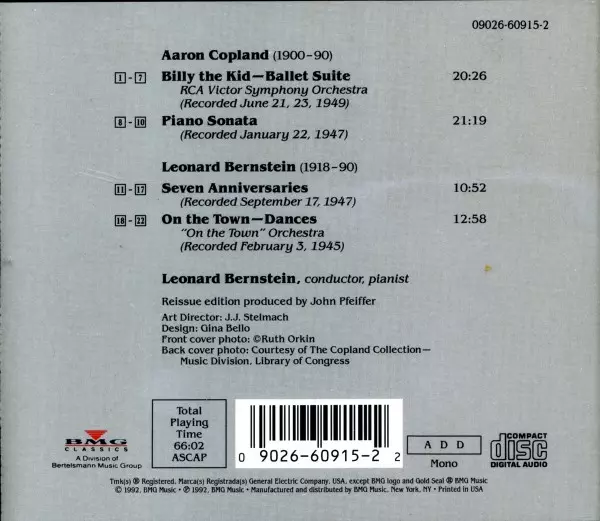 09026-60915-2
Aaron Copland (1900-90)
1 - 7 Billy the Kid—Ballet Suite 20:26
RCA Victor Symphony Orchestra
(Recorded June 21, 23, 1949)
8 - 10 Piano Sonata 21:19
(Recorded January 22, 1947)
Leonard Bernstein (1918-90)
11 - 17 Seven Anniversaries 10:52
(Recorded September 17, 1947)
18 - 22 On the Town—Dances 12:58
"On the Town" Orchestra
(Recorded February 3, 1945)
Leonard Bernstein, conductor, pianist
Reissue edition produced by John Pfeiffer
Art Director: J.J. Stelmach
Design: Gina Bello
Front cover photo: ©Ruth Orkin
Back cover photo: Courtesy of The Copland Collection—
Music Division, Library of Congress
BMG
CLASSICS
A Division of
Bertelsmann Music Group
Total
Playing
Time
66:02
ASCAP
0 9026-60915-2 2
A D D
Mono
COMPACT
disc
DIGITAL AUDIO
Tmk(s) ® Registered. Marca(s) Registrada(s) General Electric Company, USA, except BMG logo and Gold Seal ® BMG Music
© 1992, BMG Music • ℗ 1992, BMG Music • Manufactured and distributed by BMG Music, New York, NY • Printed in USA